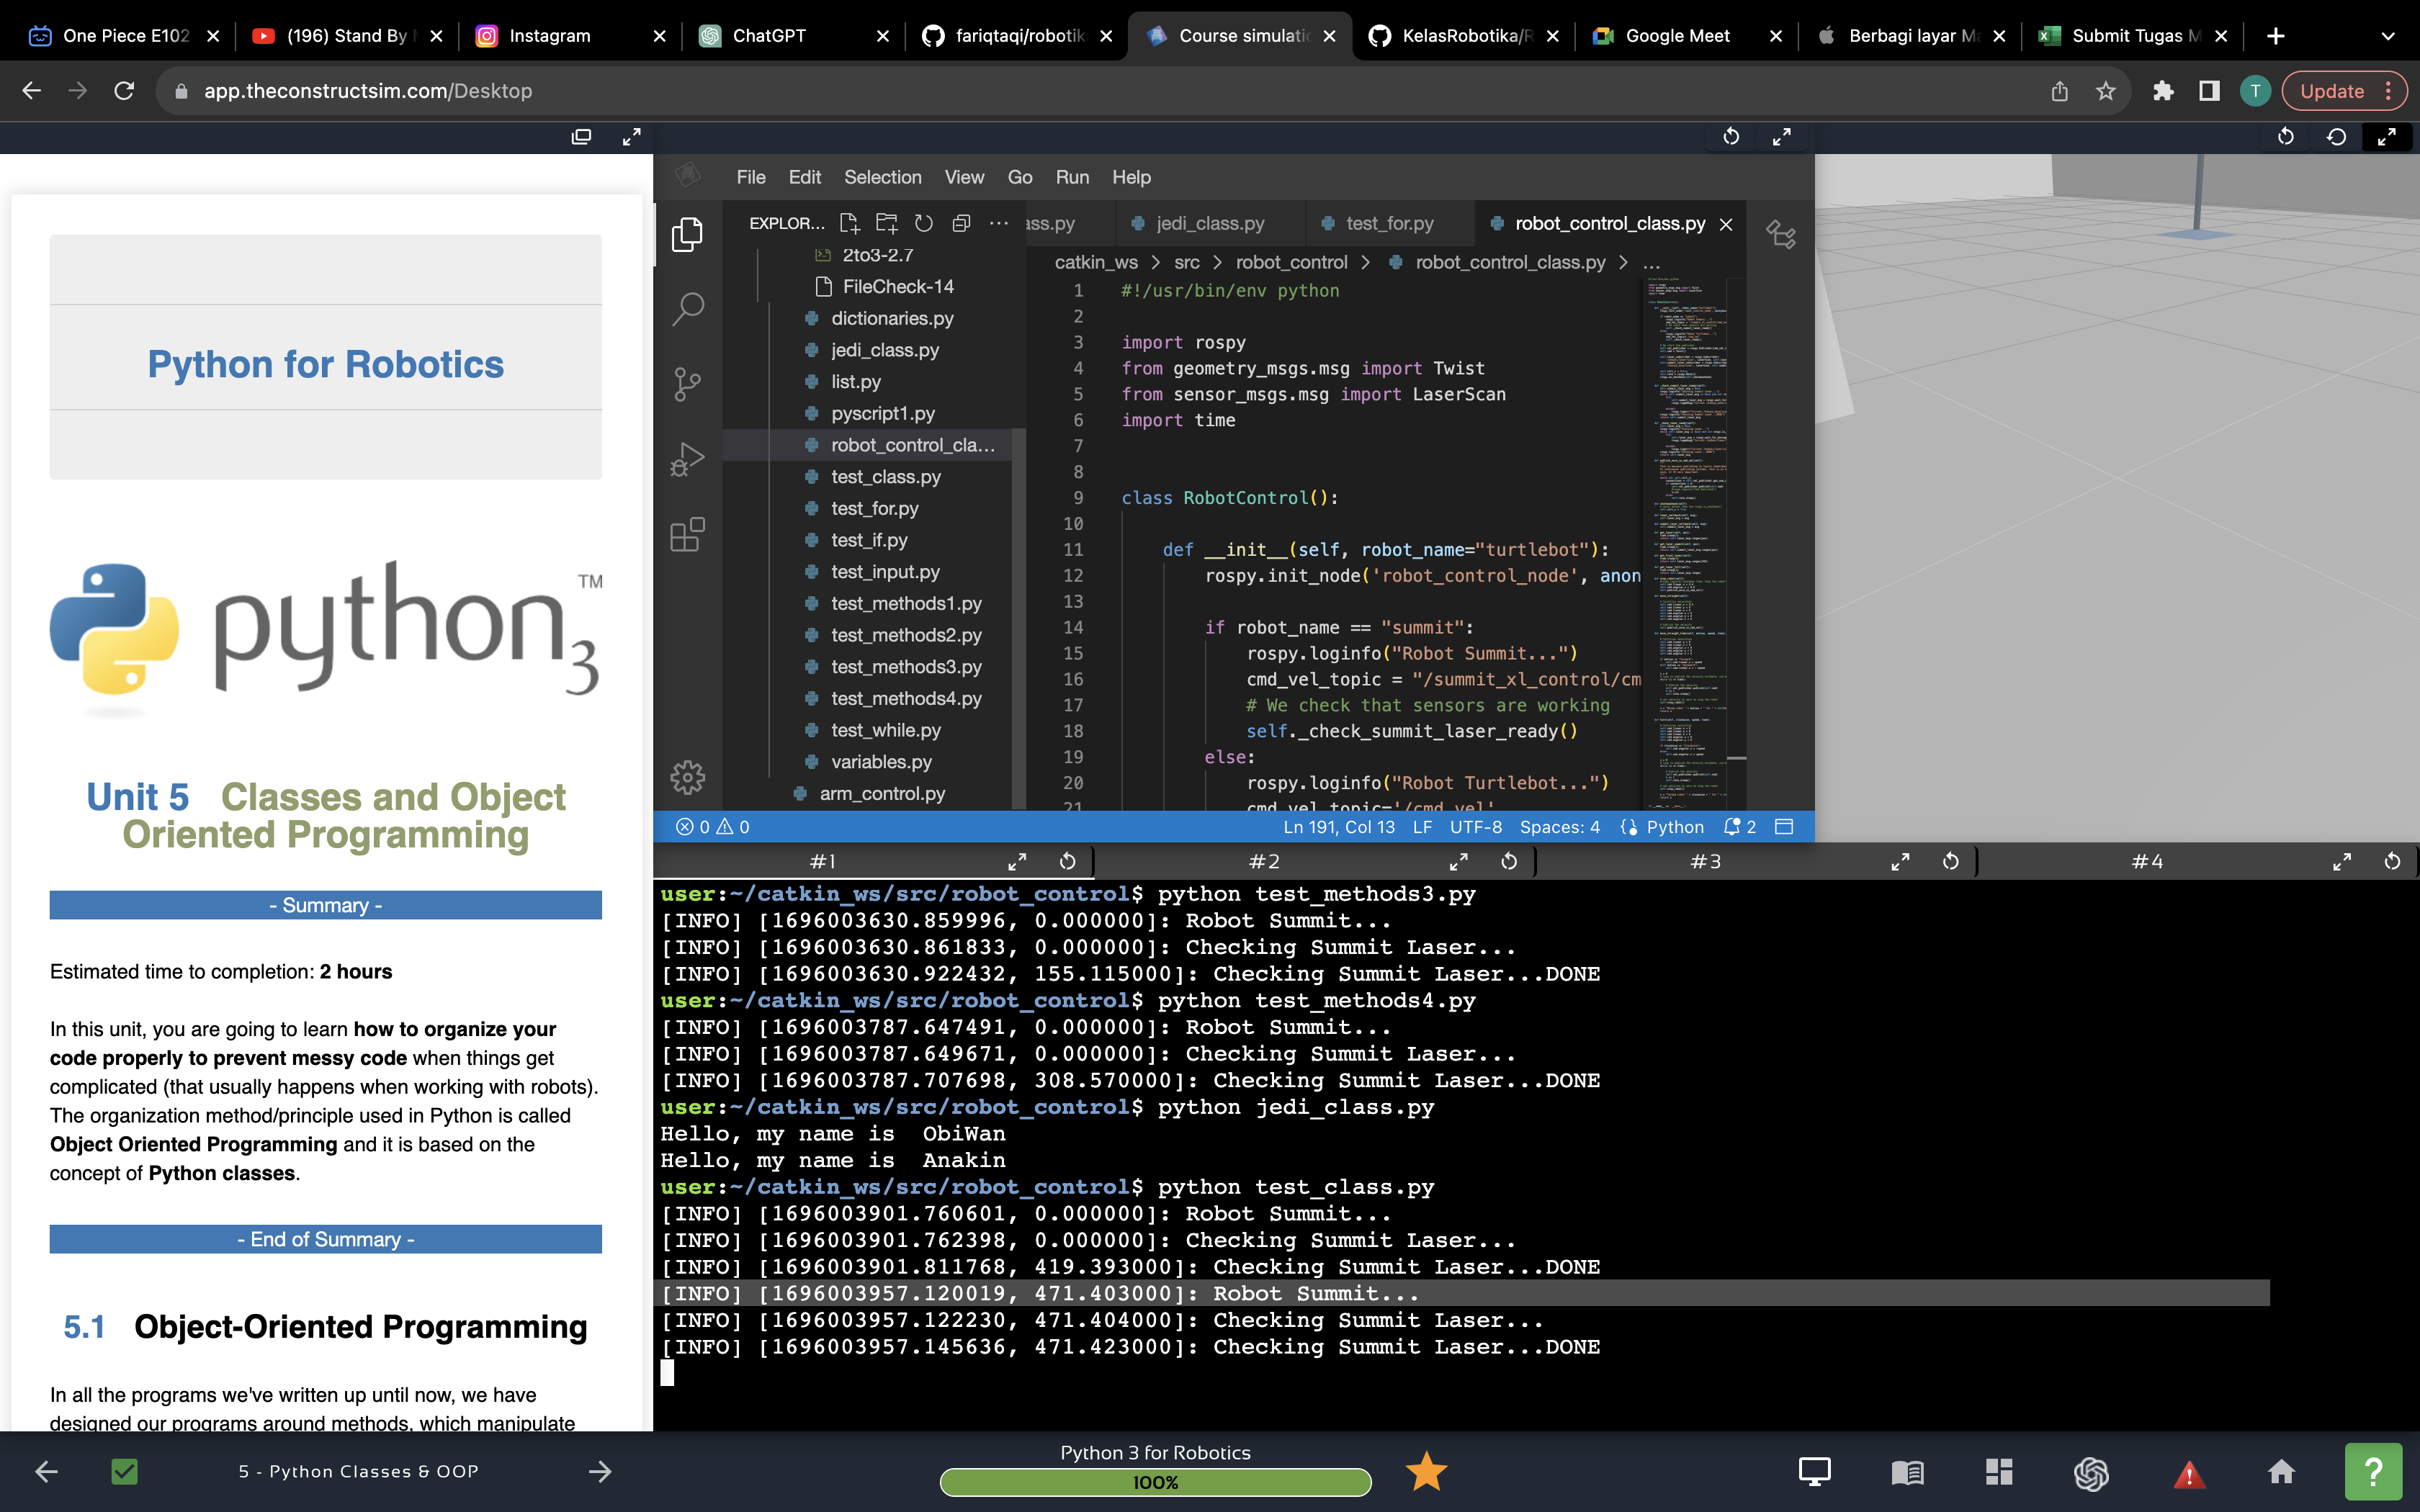 One Piece E102
(196) Stand By
Instagram
ChatGPT
fariqtaqi/robotik
Course simulatio
KelasRobotika/R
Google Meet
Berbagi layar Ma
Submit Tugas M
app.theconstructsim.com/Desktop
T
Update
Python for Robotics
python 3 TM
Unit 5 Classes and Object
Oriented Programming
- Summary -
Estimated time to completion: 2 hours
In this unit, you are going to learn how to organize your
code properly to prevent messy code when things get
complicated (that usually happens when working with robots).
The organization method/principle used in Python is called
Object Oriented Programming and it is based on the
concept of Python classes.
- End of Summary -
5.1 Object-Oriented Programming
In all the programs we've written up until now, we have
designed our programs around methods, which manipulate
File Edit Selection View Go Run Help
EXPLOR...
2to3-2.7
FileCheck-14
dictionaries.py
jedi_class.py
list.py
pyscript1.py
robot_control_cla...
test_class.py
test_for.py
test_if.py
test_input.py
test_methods1.py
test_methods2.py
test_methods3.py
test_methods4.py
test_while.py
variables.py
arm_control.py
ass.py jedi_class.py test_for.py robot_control_class.py
catkin_ws > src > robot_control > robot_control_class.py > ...
1 #!/usr/bin/env python
2
3 import rospy
4 from geometry_msgs.msg import Twist
5 from sensor_msgs.msg import LaserScan
6 import time
7
8
9 class RobotControl():
10
11 def __init__(self, robot_name="turtlebot"):
12 rospy.init_node('robot_control_node', anon
13
14 if robot_name == "summit":
15 rospy.loginfo("Robot Summit...")
16 cmd_vel_topic = "/summit_xl_control/cm
17 # We check that sensors are working
18 self._check_summit_laser_ready()
19 else:
20 rospy.loginfo("Robot Turtlebot...")
21 cmd_vel_topic='/cmd_vel'
0 0 Ln 191, Col 13 LF UTF-8 Spaces: 4 Python 2
#1 #2 #3 #4
user:~/catkin_ws/src/robot_control$ python test_methods3.py
[INFO] [1696003630.859996, 0.000000]: Robot Summit...
[INFO] [1696003630.861833, 0.000000]: Checking Summit Laser...
[INFO] [1696003630.922432, 155.115000]: Checking Summit Laser...DONE
user:~/catkin_ws/src/robot_control$ python test_methods4.py
[INFO] [1696003787.647491, 0.000000]: Robot Summit...
[INFO] [1696003787.649671, 0.000000]: Checking Summit Laser...
[INFO] [1696003787.707698, 308.570000]: Checking Summit Laser...DONE
user:~/catkin_ws/src/robot_control$ python jedi_class.py
Hello, my name is  ObiWan
Hello, my name is  Anakin
user:~/catkin_ws/src/robot_control$ python test_class.py
[INFO] [1696003901.760601, 0.000000]: Robot Summit...
[INFO] [1696003901.762398, 0.000000]: Checking Summit Laser...
[INFO] [1696003901.811768, 419.393000]: Checking Summit Laser...DONE
[INFO] [1696003957.120019, 471.403000]: Robot Summit...
[INFO] [1696003957.122230, 471.404000]: Checking Summit Laser...
[INFO] [1696003957.145636, 471.423000]: Checking Summit Laser...DONE
5 - Python Classes & OOP
Python 3 for Robotics
100%
?